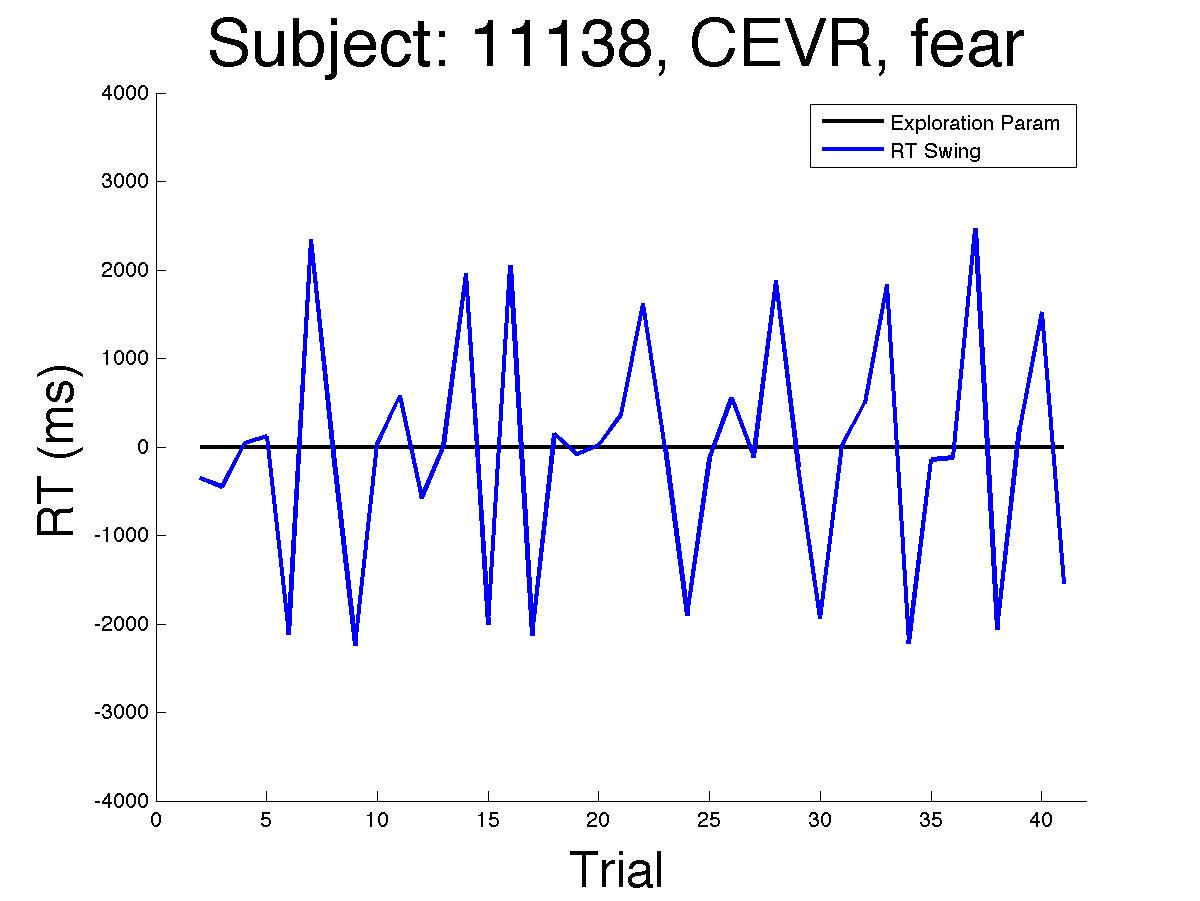 Subject: 11138, CEVR, fear
4000
3000
2000
1000
0
-1000
-2000
-3000
-4000
RT (ms)
Exploration Param
RT Swing
0 5 10 15 20 25 30 35 40
Trial